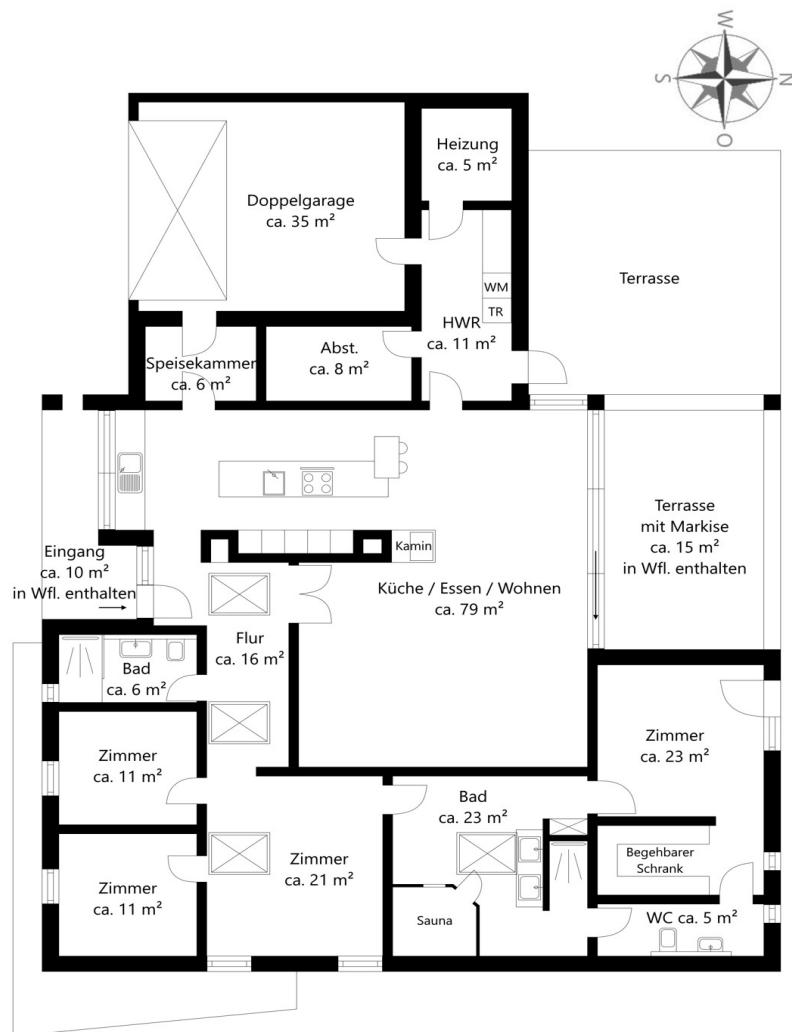 W
S
N
O
Heizung
ca. 5 m²
Doppelgarage
ca. 35 m²
Terrasse
WM
TR
HWR
ca. 11 m²
Speisekammer
ca. 6 m²
Abst.
ca. 8 m²
Eingang
ca. 10 m²
in Wfl. enthalten
Kamin
Terrasse
mit Markise
ca. 15 m²
in Wfl. enthalten
Küche / Essen / Wohnen
ca. 79 m²
Flur
ca. 16 m²
Bad
ca. 6 m²
Zimmer
ca. 11 m²
Zimmer
ca. 23 m²
Bad
ca. 23 m²
Zimmer
ca. 11 m²
Zimmer
ca. 21 m²
Begehbarer
Schrank
Sauna
WC ca. 5 m²